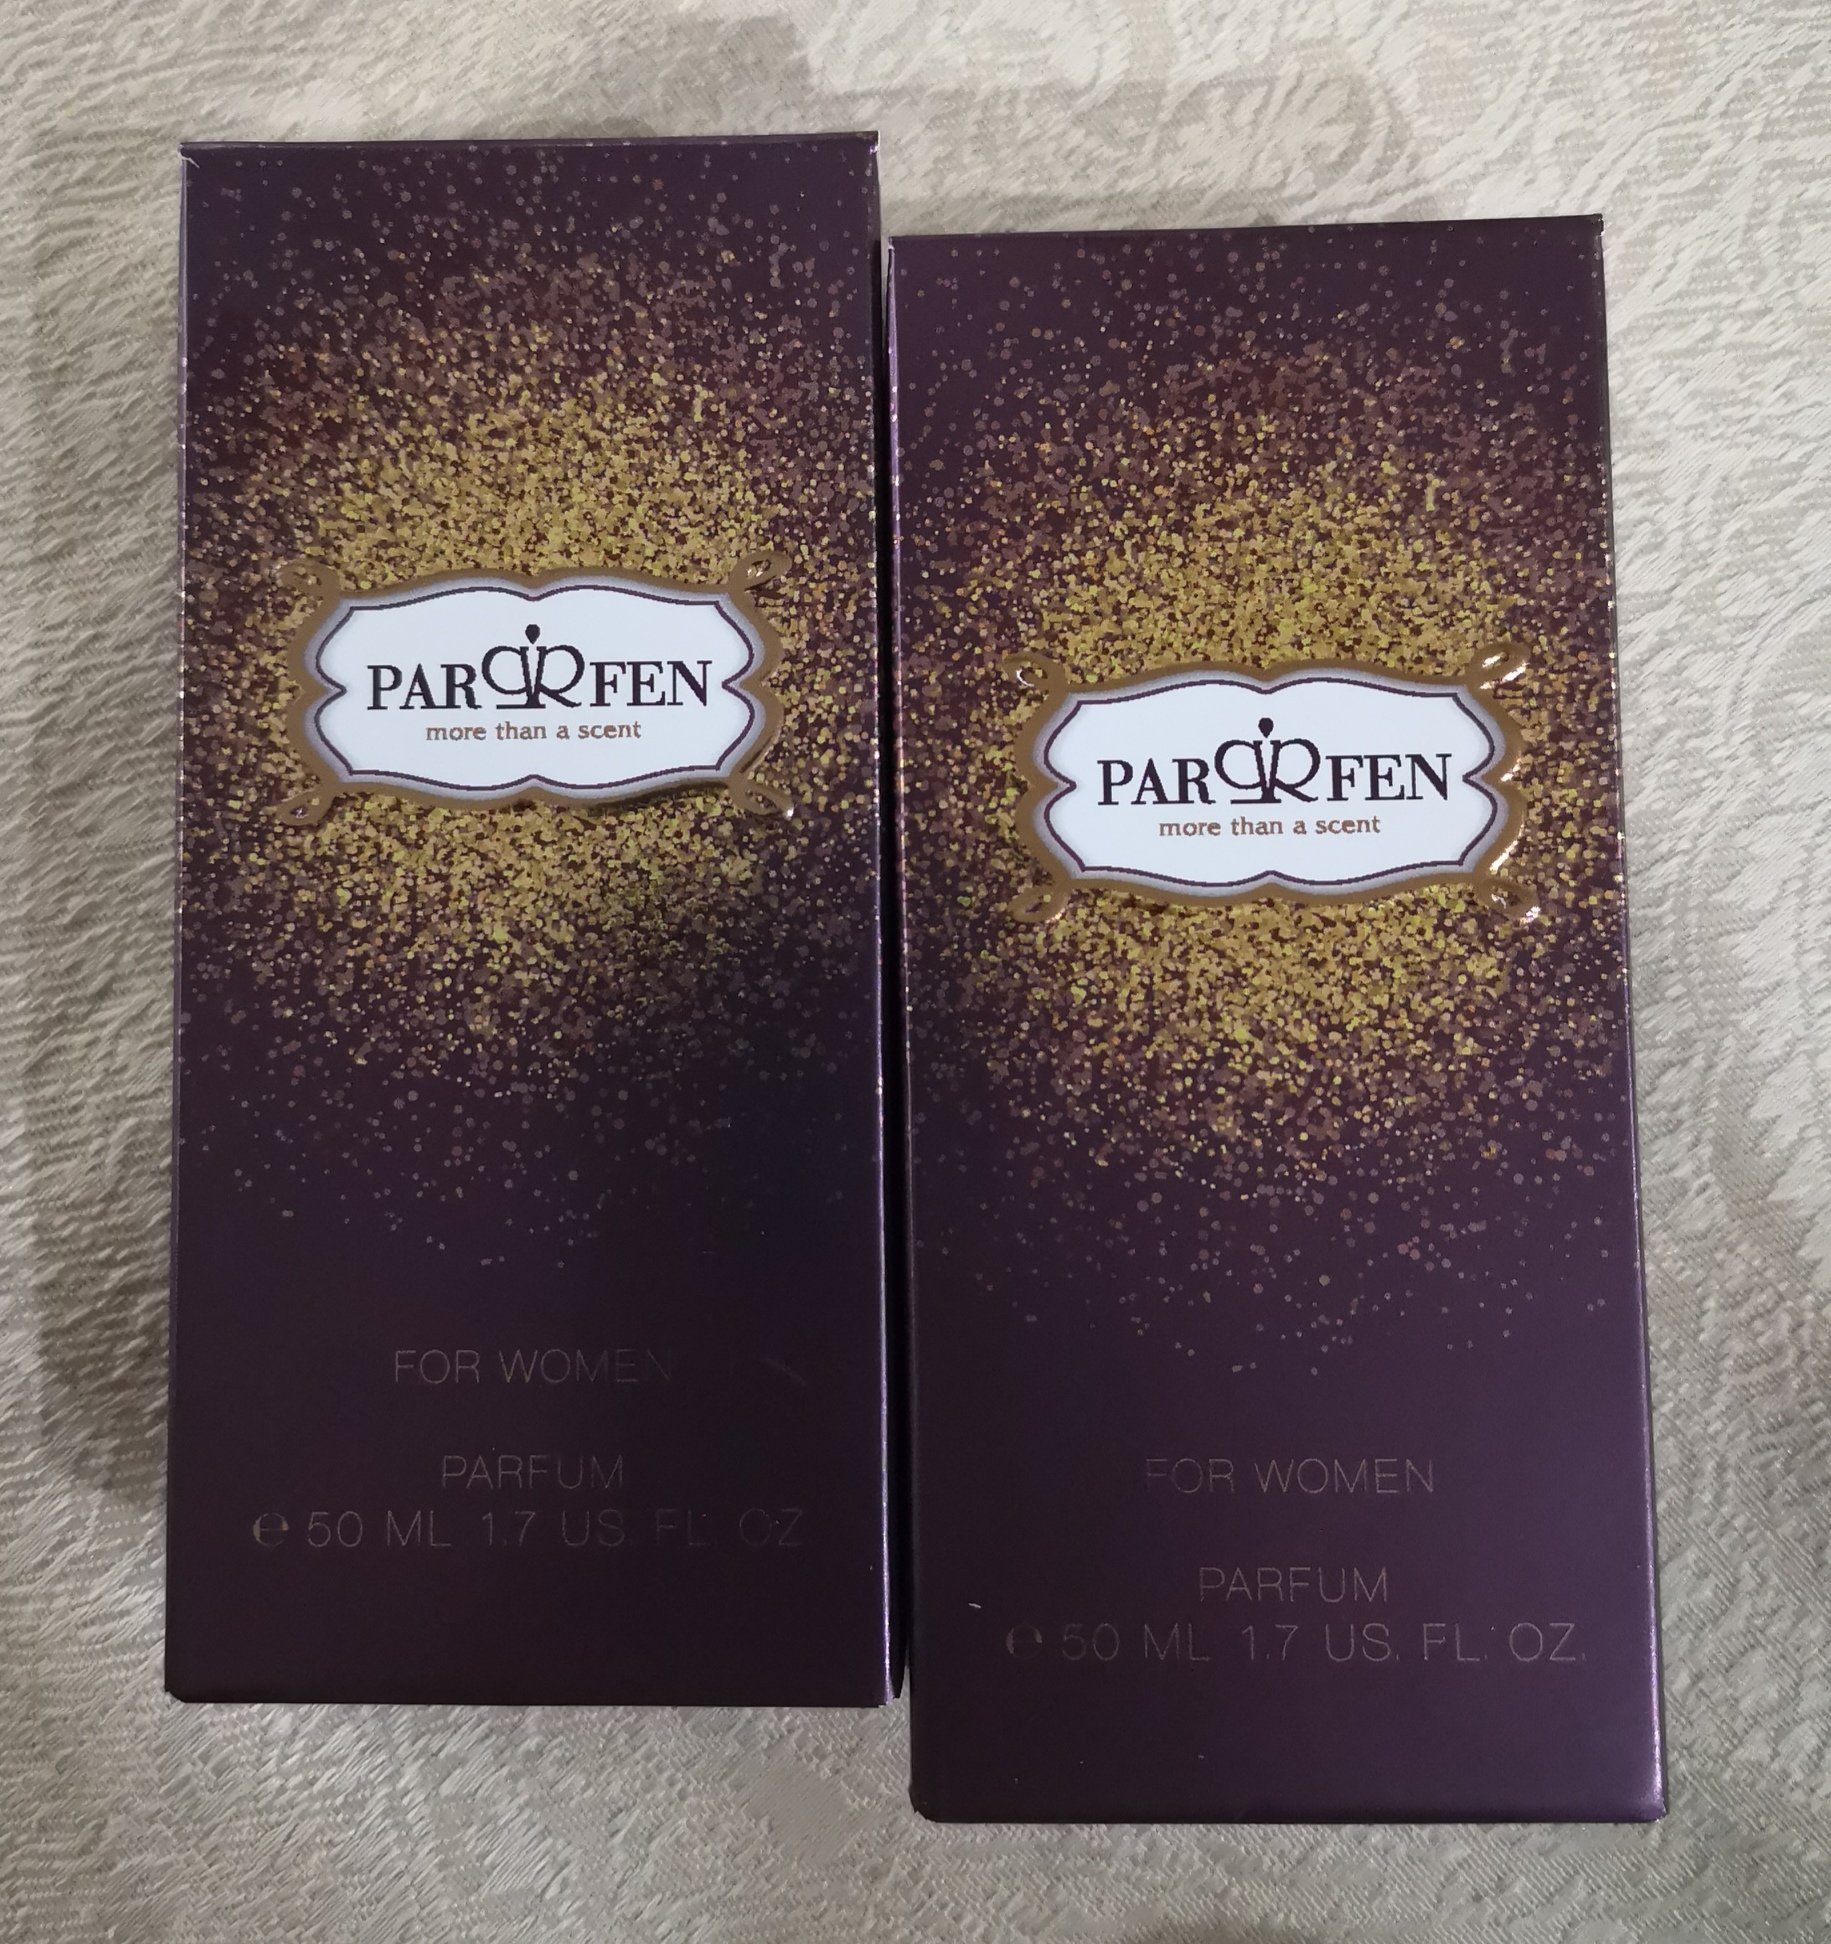 PARFEN
more than a scent
FOR WOMEN
PARFUM
℮ 50 ML 1.7 US. FL. OZ.
PARFEN
more than a scent
FOR WOMEN
PARFUM
℮ 50 ML 1.7 US. FL. OZ.